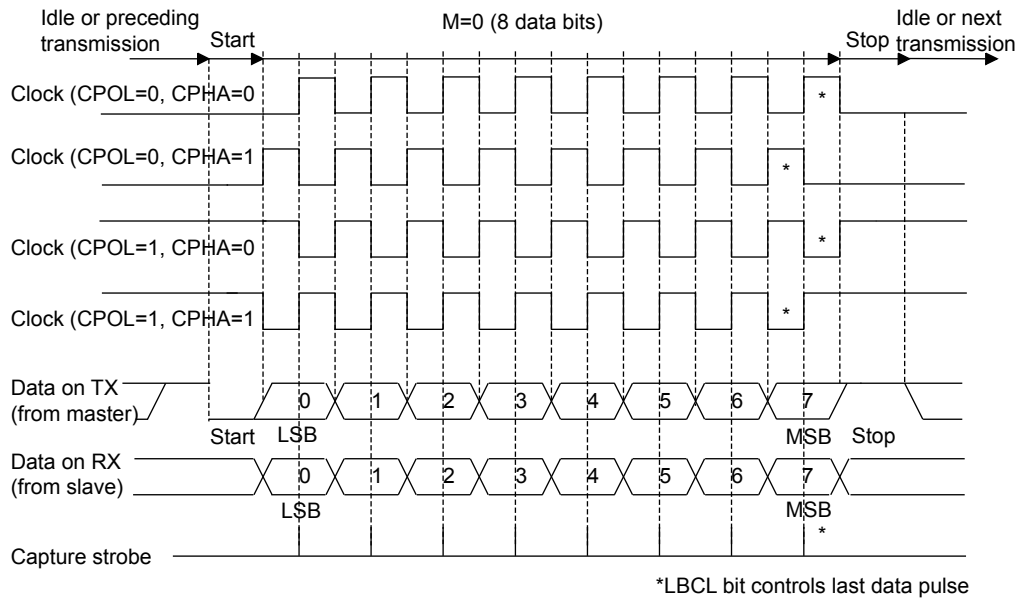 Idle or preceding
transmission
Start
M=0 (8 data bits)
Stop
Idle or next
transmission
Clock (CPOL=0, CPHA=0
*
Clock (CPOL=0, CPHA=1
*
Clock (CPOL=1, CPHA=0
*
Clock (CPOL=1, CPHA=1
*
Data on TX
(from master)
0 1 2 3 4 5 6 7
Start LSB MSB Stop
Data on RX
(from slave)
0 1 2 3 4 5 6 7
LSB MSB
*
Capture strobe
*LBCL bit controls last data pulse